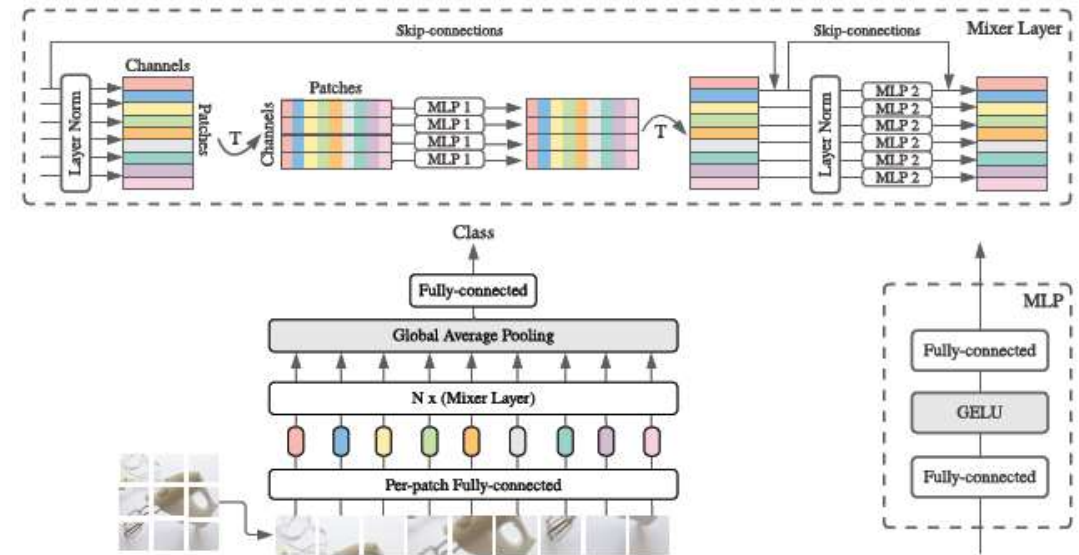 Skip-connections
Skip-connections
Mixer Layer
Channels
Layer Norm
Patches
T
Channels
Patches
MLP 1
MLP 1
MLP 1
MLP 1
T
Layer Norm
MLP 2
MLP 2
MLP 2
MLP 2
MLP 2
MLP 2
Class
Fully-connected
Global Average Pooling
N x (Mixer Layer)
Per-patch Fully-connected
MLP
Fully-connected
GELU
Fully-connected